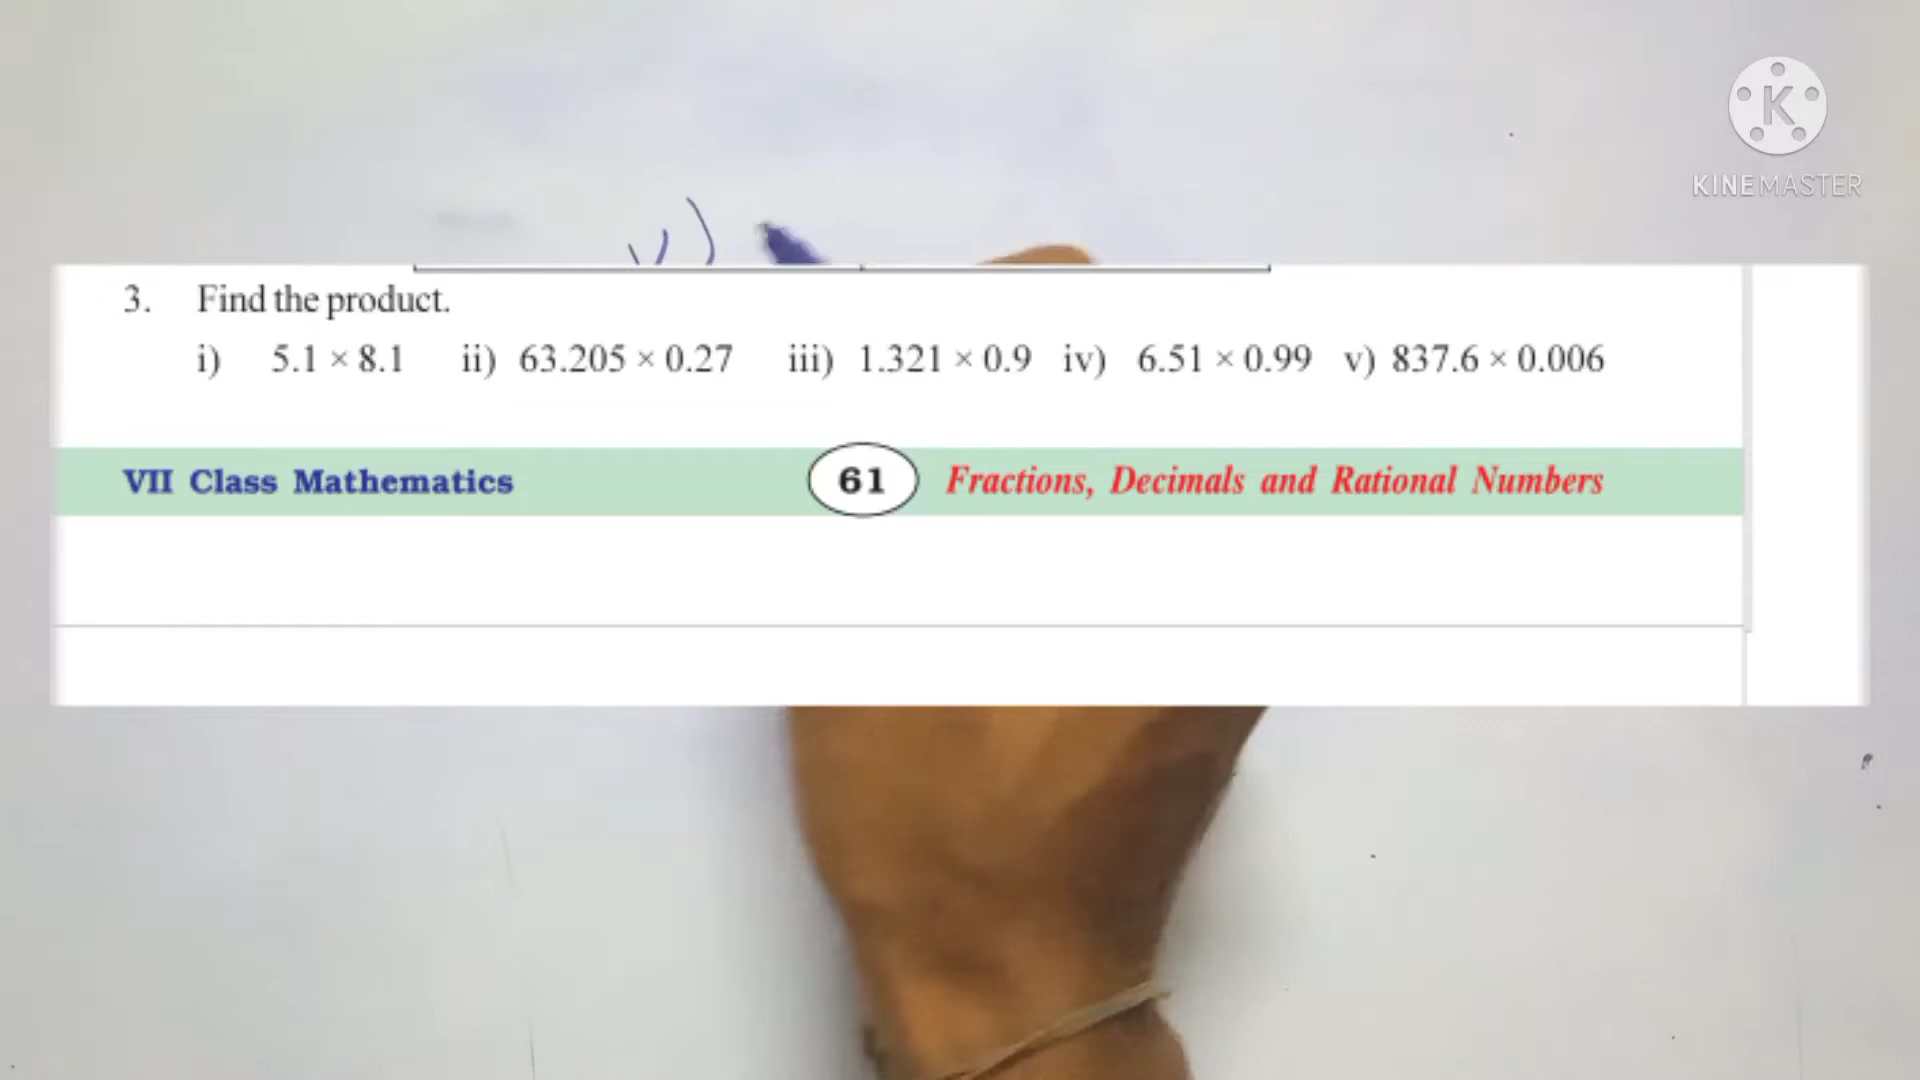 KINEMASTER
v)
3. Find the product.
i) 5.1 × 8.1 ii) 63.205 × 0.27 iii) 1.321 × 0.9 iv) 6.51 × 0.99 v) 837.6 × 0.006
VII Class Mathematics 61 Fractions, Decimals and Rational Numbers